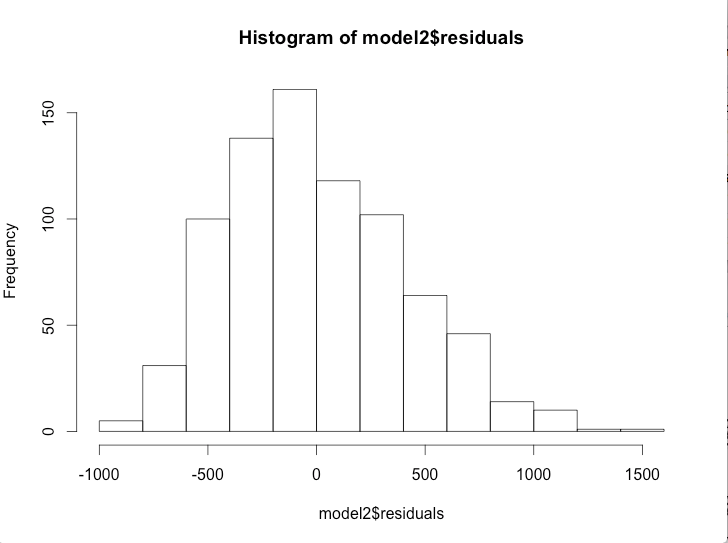 Histogram of model2$residuals
Frequency
150
100
50
0
-1000 -500 0 500 1000 1500
model2$residuals